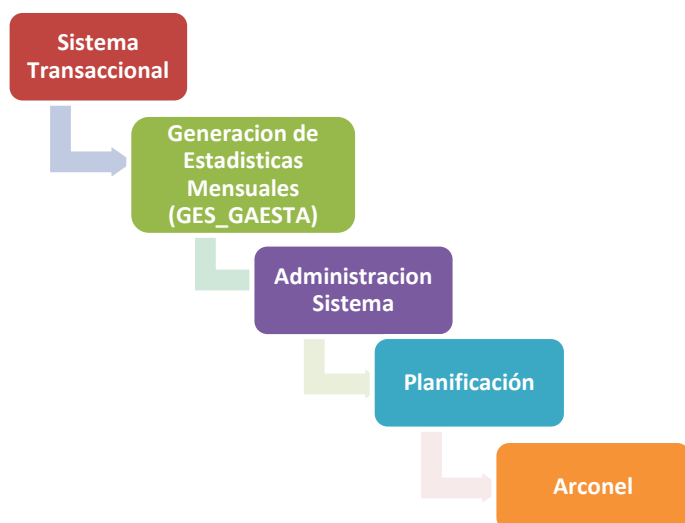 Sistema
Transaccional
Generacion de
Estadisticas
Mensuales
(GES_GAESTA)
Administracion
Sistema
Planificación
Arconel